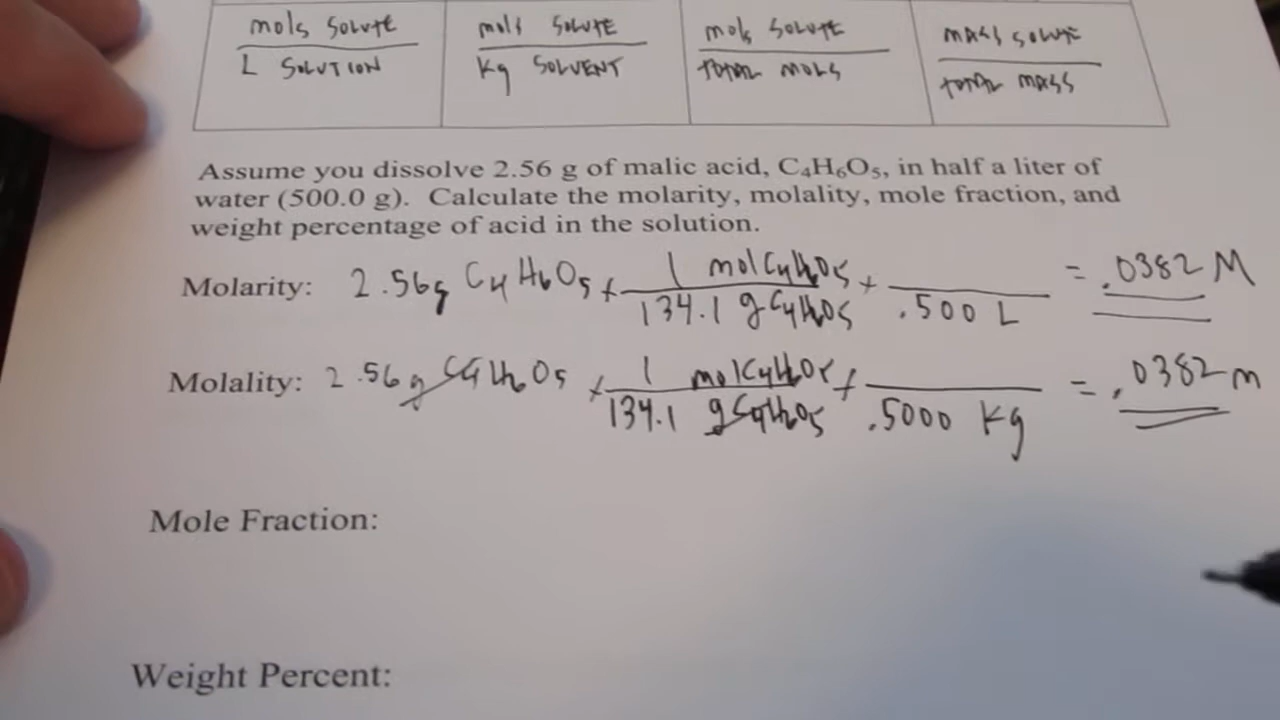 mols solute / L SOLUTION
mols SOLUTE / Kg SOLVENT
mols SOLUTE / TOTAL MOLS
MASS SOLUTE / TOTAL MASS
Assume you dissolve 2.56 g of malic acid, C₄H₆O₅, in half a liter of
water (500.0 g). Calculate the molarity, molality, mole fraction, and
weight percentage of acid in the solution.
Molarity: 2.56g C₄H₆O₅ × 1 mol C₄H₆O₅ / 134.1 g C₄H₆O₅ × / .500 L = .0382 M
Molality: 2.56 g C₄H₆O₅ × 1 mol C₄H₆O₅ / 134.1 g C₄H₆O₅ × / .5000 Kg = .0382 m
Mole Fraction:
Weight Percent: